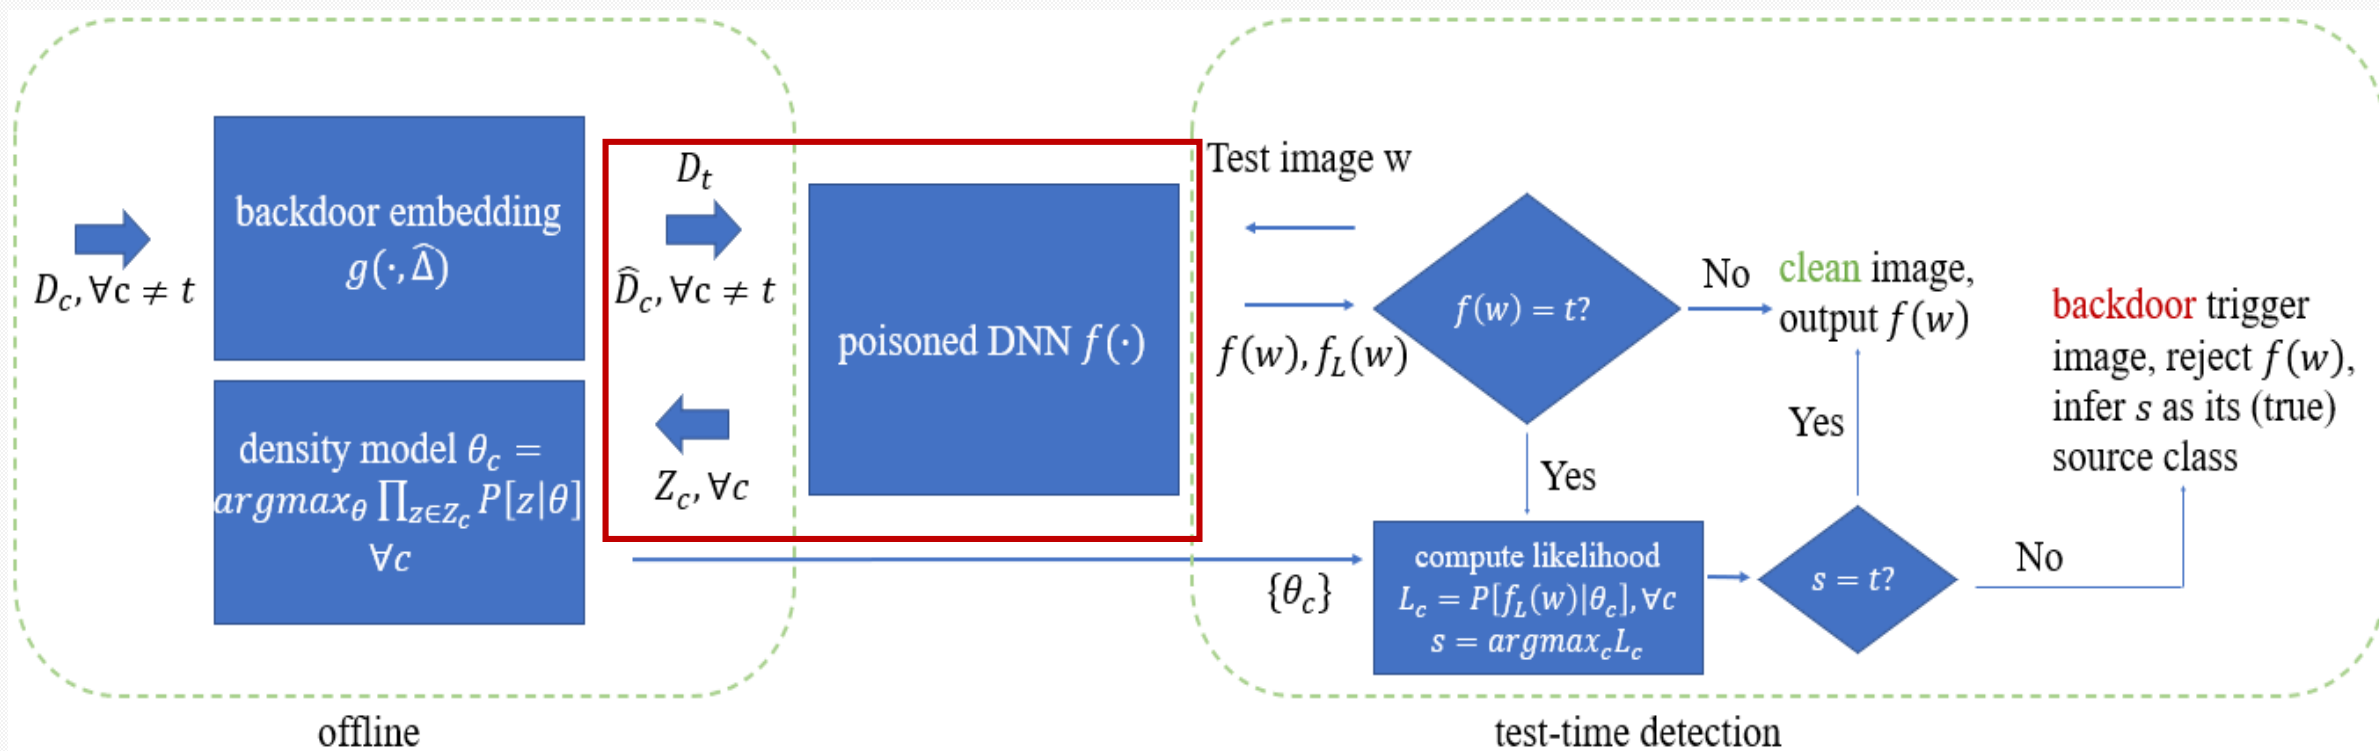 D_c, ∀c ≠ t
backdoor embedding
g(·, Δ̂)
density model θ_c =
argmax_θ ∏_{z∈Z_c} P[z|θ]
∀c
D_t
D̂_c, ∀c ≠ t
Z_c, ∀c
poisoned DNN f(·)
offline
Test image w
f(w), f_L(w)
f(w) = t?
No
clean image,
output f(w)
Yes
{θ_c}
compute likelihood
L_c = P[f_L(w)|θ_c], ∀c
s = argmax_c L_c
s = t?
Yes
No
backdoor trigger
image, reject f(w),
infer s as its (true)
source class
test-time detection